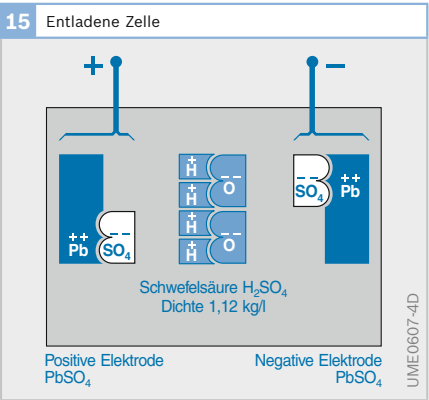 15 Entladene Zelle
+ −
H⁺ H⁺ O⁻⁻
H⁺ H⁺ O⁻⁻
Pb⁺⁺ SO₄⁻⁻
SO₄⁻⁻ Pb⁺⁺
Schwefelsäure H₂SO₄
Dichte 1,12 kg/l
Positive Elektrode
PbSO₄
Negative Elektrode
PbSO₄
UME0607-4D